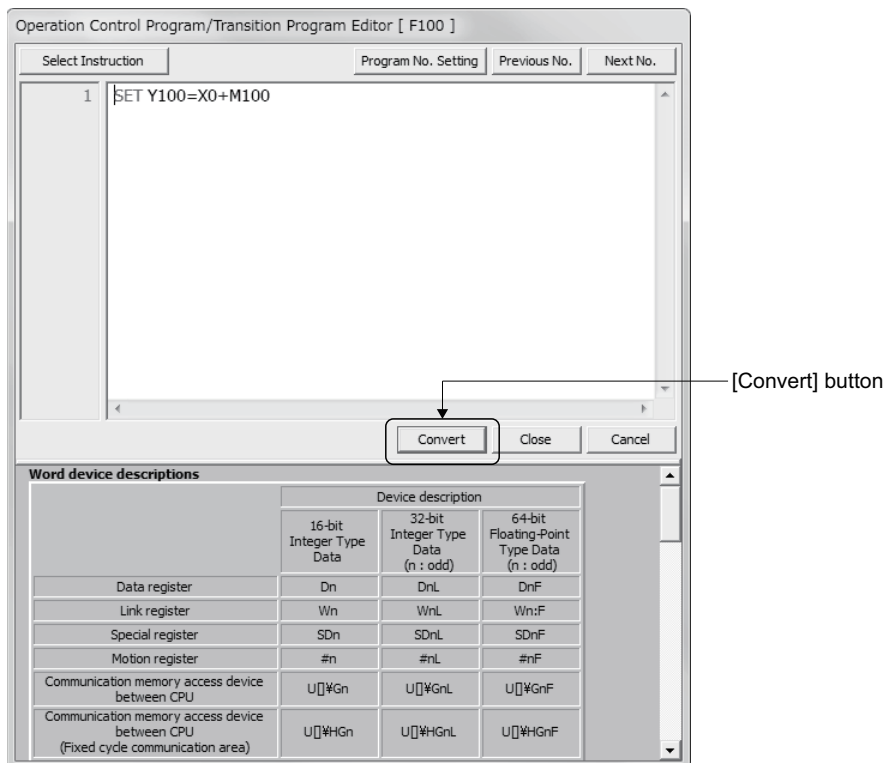 Operation Control Program/Transition Program Editor [ F100 ]
Select Instruction
Program No. Setting
Previous No.
Next No.
1
SET Y100=X0+M100
[Convert] button
Convert
Close
Cancel
Word device descriptions
Device description
16-bit
Integer Type
Data
32-bit
Integer Type
Data
(n : odd)
64-bit
Floating-Point
Type Data
(n : odd)
Data register
Dn
DnL
DnF
Link register
Wn
WnL
Wn:F
Special register
SDn
SDnL
SDnF
Motion register
#n
#nL
#nF
Communication memory access device
between CPU
U[]¥Gn
U[]¥GnL
U[]¥GnF
Communication memory access device
between CPU
(Fixed cycle communication area)
U[]¥HGn
U[]¥HGnL
U[]¥HGnF